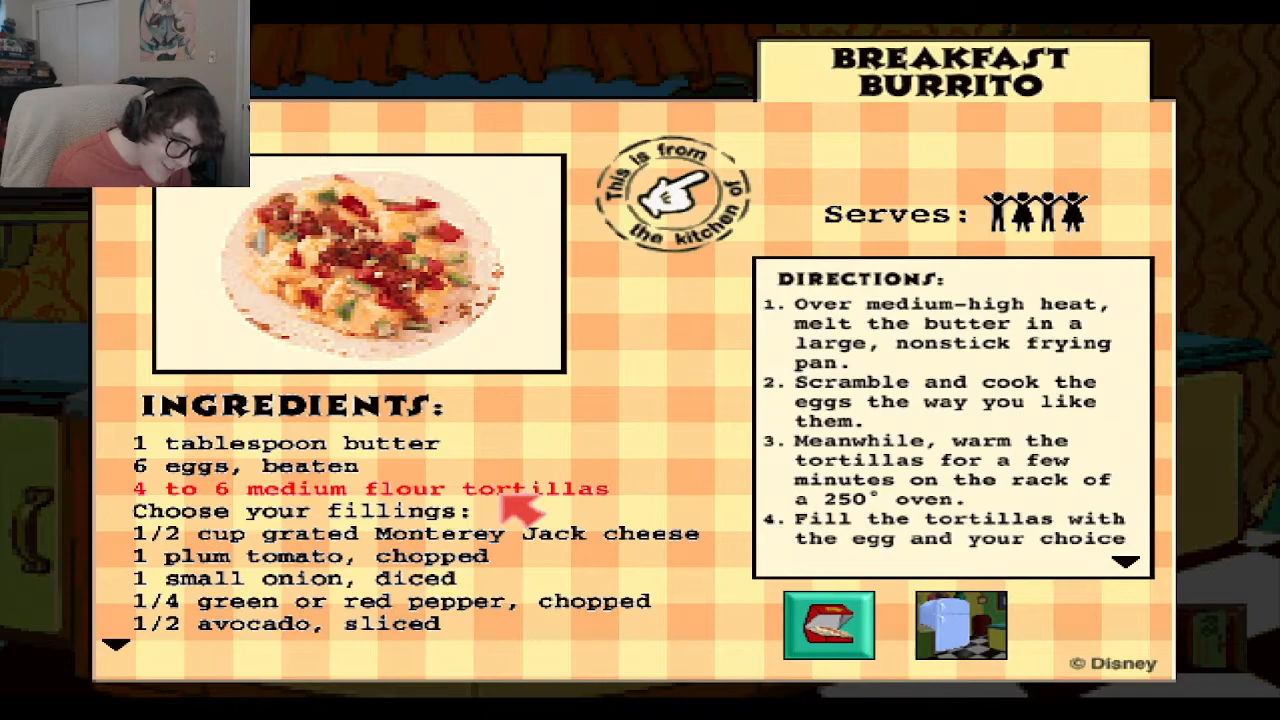 BREAKFAST
BURRITO
This is from
the kitchen of
Serves:
INGREDIENTS:
1 tablespoon butter
6 eggs, beaten
4 to 6 medium flour tortillas
Choose your fillings:
1/2 cup grated Monterey Jack cheese
1 plum tomato, chopped
1 small onion, diced
1/4 green or red pepper, chopped
1/2 avocado, sliced
DIRECTIONS:
1. Over medium-high heat,
melt the butter in a
large, nonstick frying
pan.
2. Scramble and cook the
eggs the way you like
them.
3. Meanwhile, warm the
tortillas for a few
minutes on the rack of
a 250° oven.
4. Fill the tortillas with
the egg and your choice
© Disney